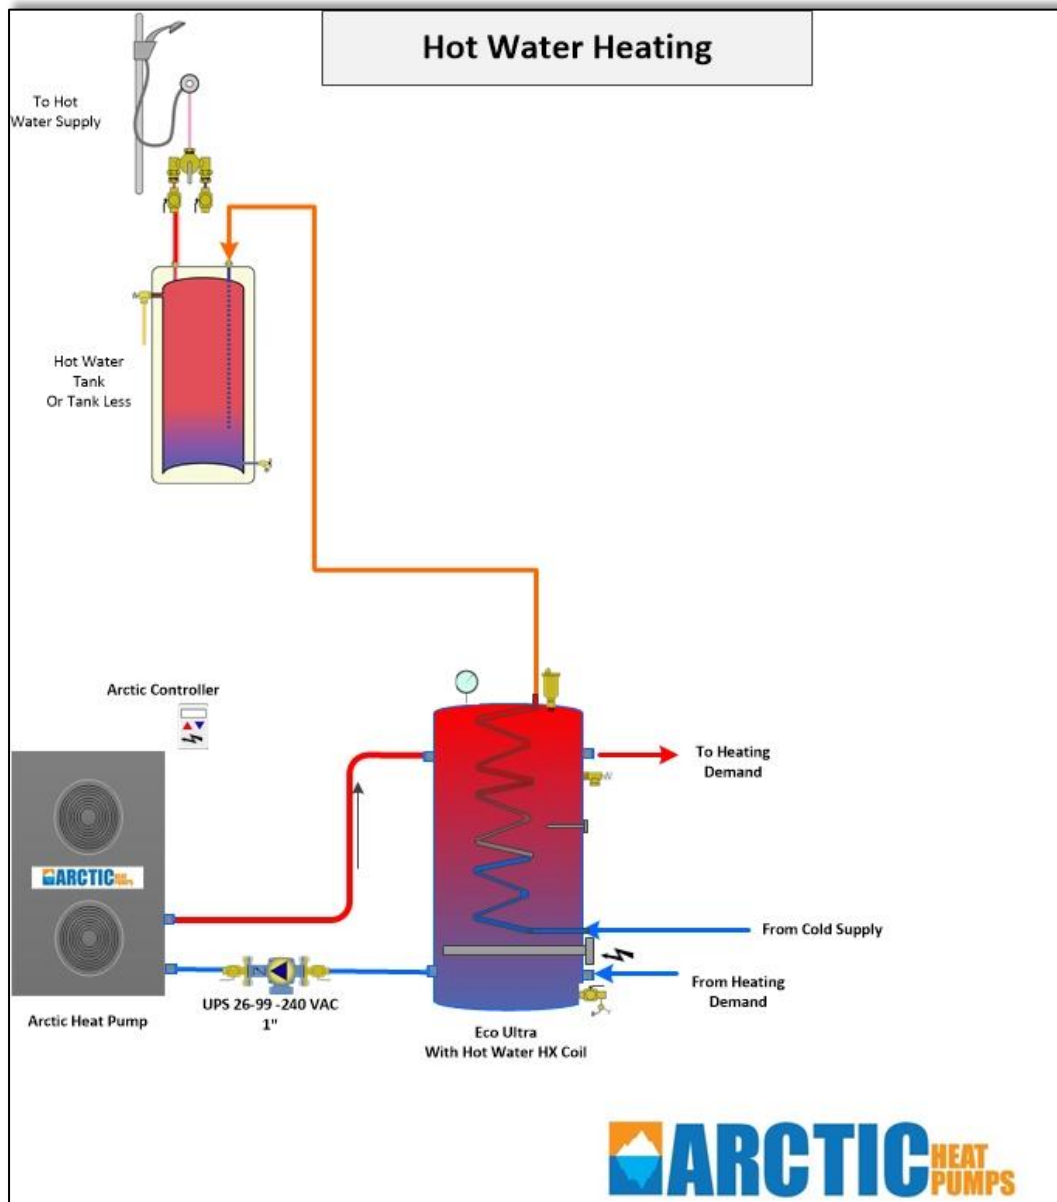 Hot Water Heating
To Hot
Water Supply
Hot Water
Tank
Or Tank Less
Arctic Controller
To Heating
Demand
ARCTIC HEAT
PUMPS
From Cold Supply
From Heating
Demand
UPS 26-99 -240 VAC
1"
Arctic Heat Pump
Eco Ultra
With Hot Water HX Coil
ARCTIC HEAT
PUMPS